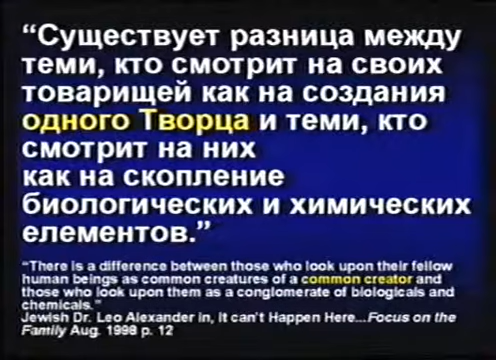 “Существует разница между
теми, кто смотрит на своих
товарищей как на создания
одного Творца и теми, кто
смотрит на них
как на скопление
биологических и химических
елементов.”
“There is a difference between those who look upon their fellow
human beings as common creatures of a common creator and
those who look upon them as a conglomerate of biologicals and
chemicals.”
Jewish Dr. Leo Alexander in, It can't Happen Here...Focus on the
Family Aug. 1998 p. 12